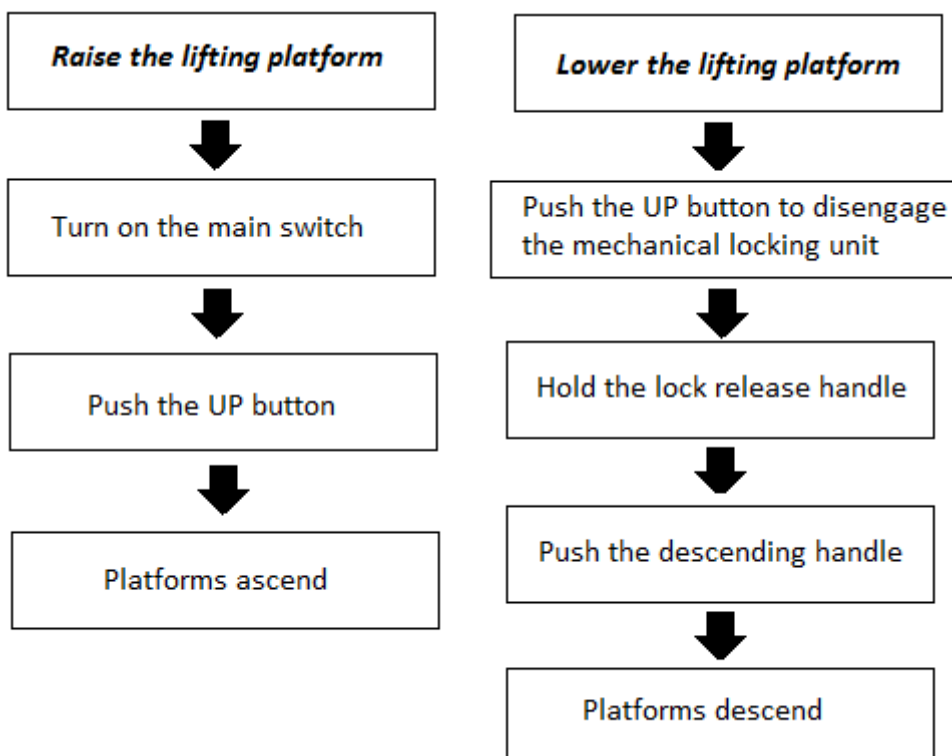 Raise the lifting platform
Turn on the main switch
Push the UP button
Platforms ascend
Lower the lifting platform
Push the UP button to disengage
the mechanical locking unit
Hold the lock release handle
Push the descending handle
Platforms descend